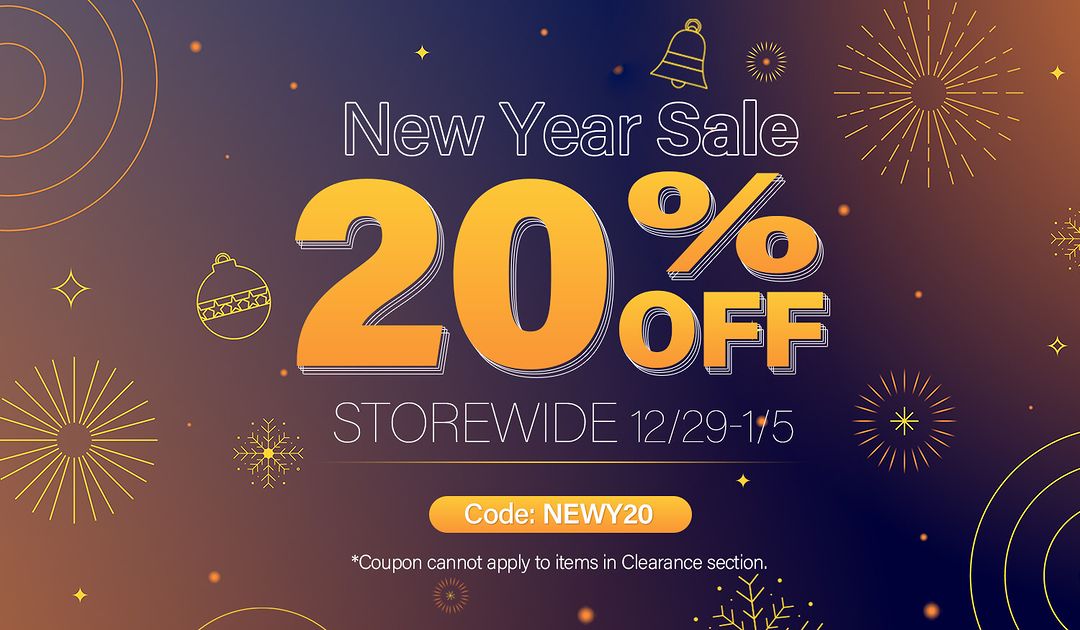 New Year Sale
20% OFF
STOREWIDE 12/29-1/5
Code: NEWY20
*Coupon cannot apply to items in Clearance section.